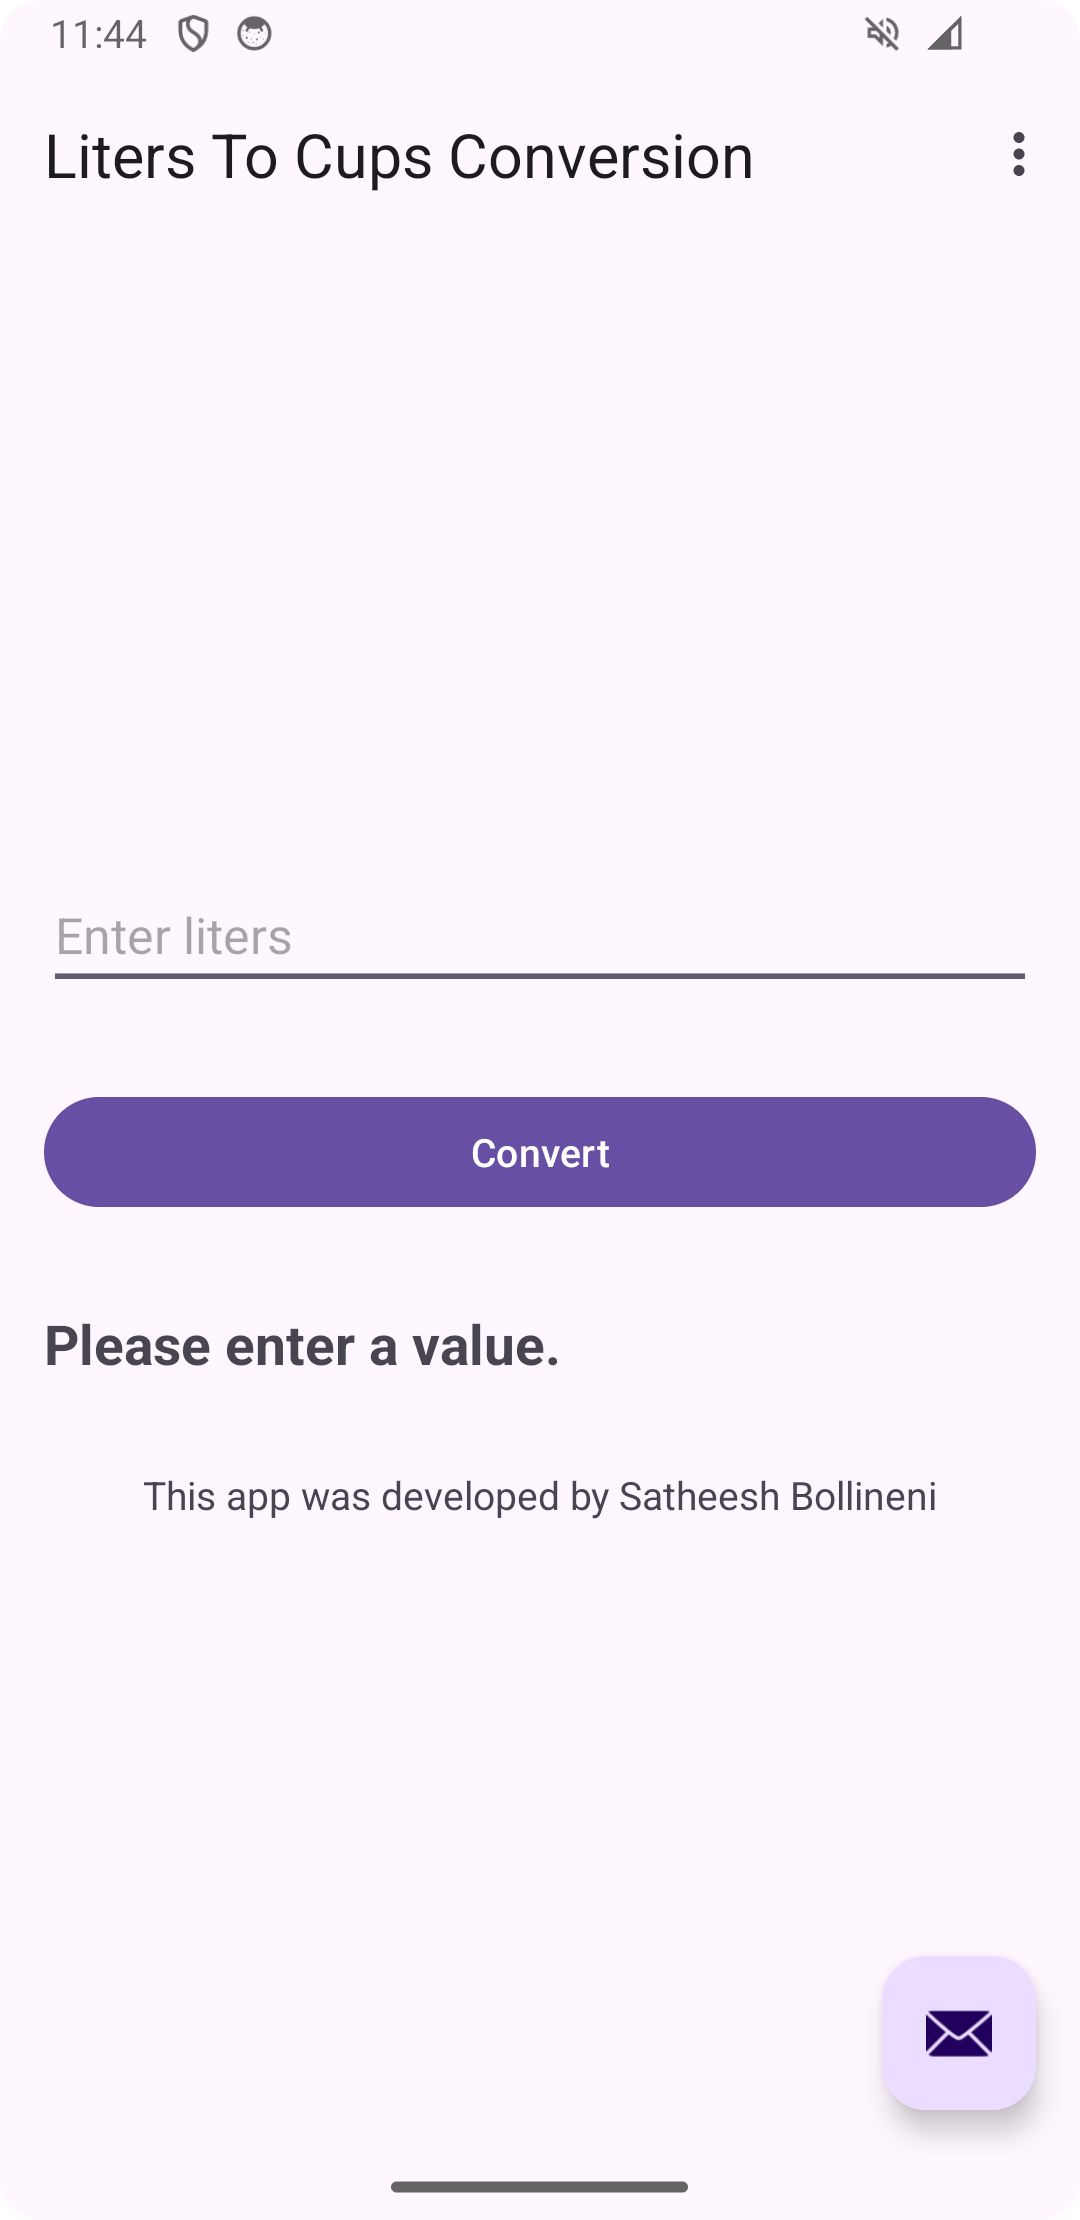 11:44
Liters To Cups Conversion
Enter liters
Convert
Please enter a value.
This app was developed by Satheesh Bollineni